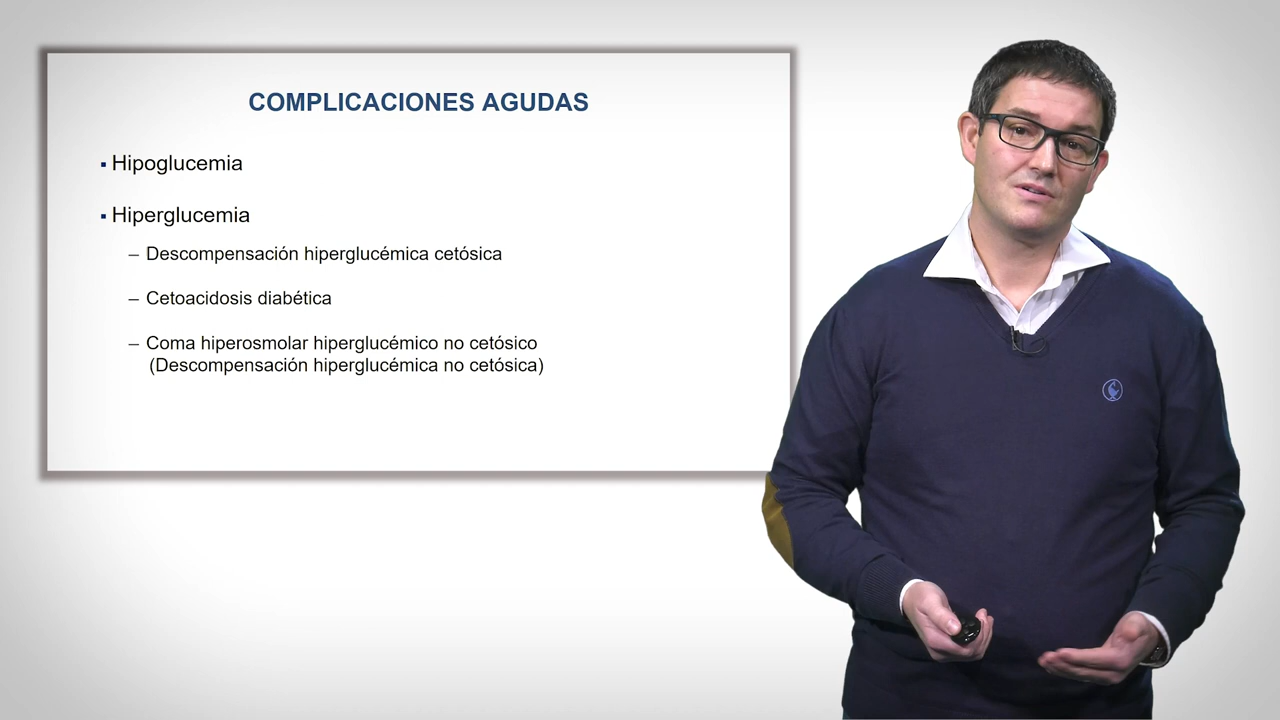 COMPLICACIONES AGUDAS
▪ Hipoglucemia
▪ Hiperglucemia
– Descompensación hiperglucémica cetósica
– Cetoacidosis diabética
– Coma hiperosmolar hiperglucémico no cetósico
(Descompensación hiperglucémica no cetósica)